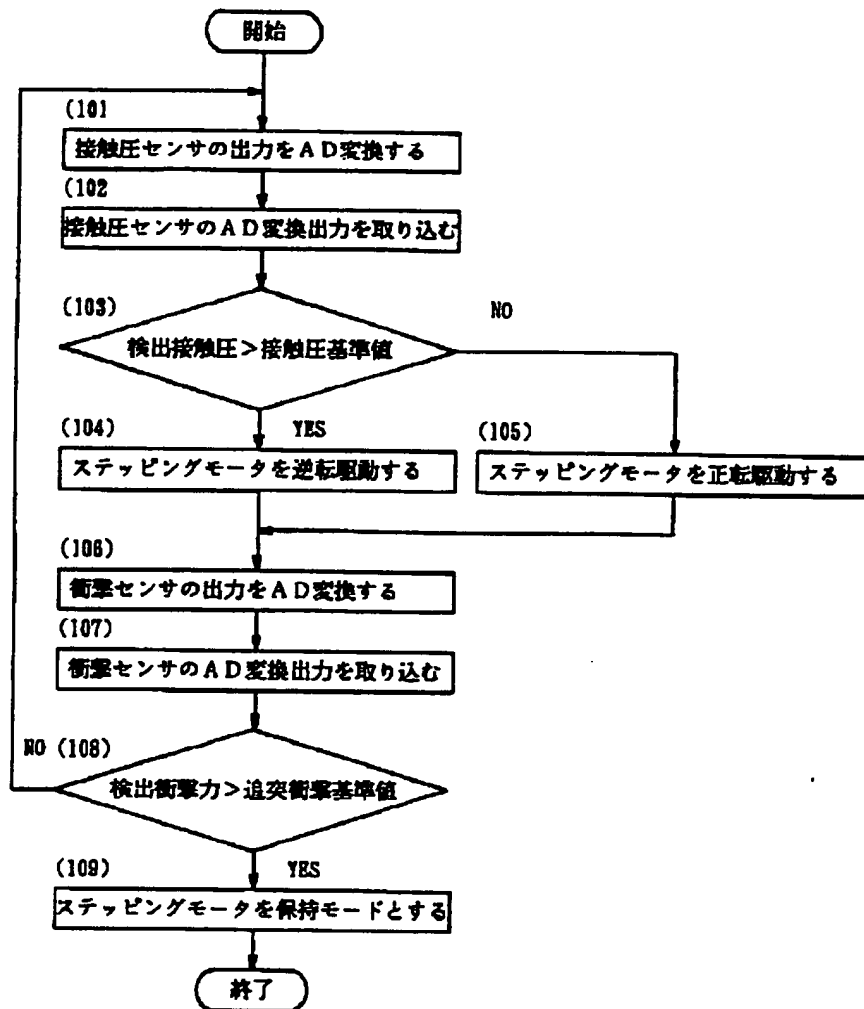 開始
(101
接触圧センサの出力をAD変換する
(102
接触圧センサのAD変換出力を取り込む
(103)
NO
検出接触圧>接触圧基準値
(104)
YES
(105)
ステッピングモータを逆転駆動する
ステッピングモータを正転駆動する
(106)
衝撃センサの出力をAD変換する
(107)
衝撃センサのAD変換出力を取り込む
NO (108)
検出衝撃力>追突衝撃基準値
(109)
YES
ステッピングモータを保持モードとする
終了